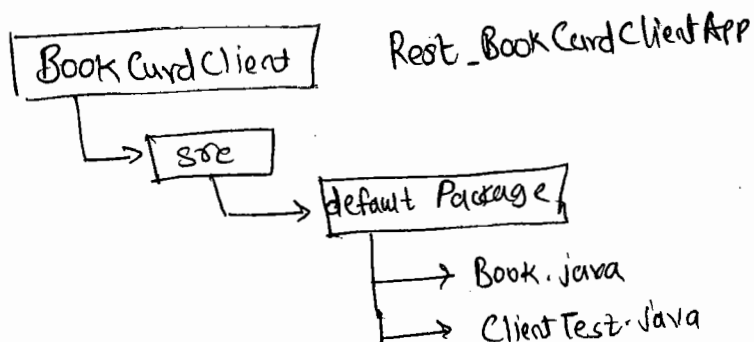 BookCurdClient
Rest_BookCurdClientApp
src
default Package
Book.java
ClientTest.java